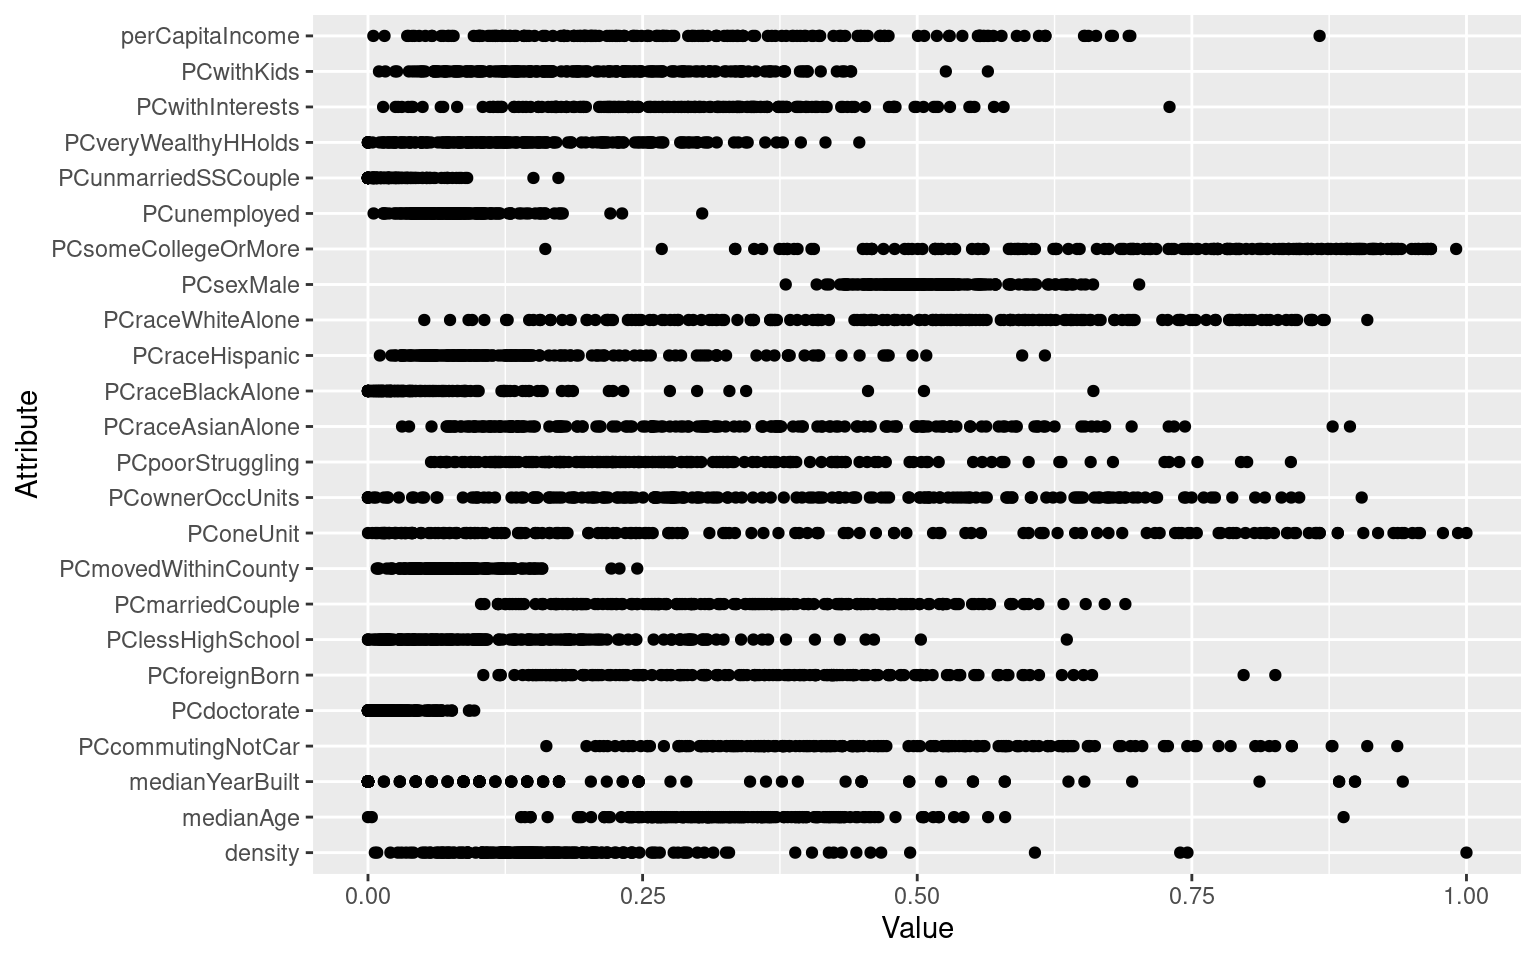 perCapitaIncome
PCwithKids
PCwithInterests
PCveryWealthyHHolds
PCunmarriedSSCouple
PCunemployed
PCsomeCollegeOrMore
PCsexMale
PCraceWhiteAlone
PCraceHispanic
PCraceBlackAlone
PCraceAsianAlone
PCpoorStruggling
PCownerOccUnits
PConeUnit
PCmovedWithinCounty
PCmarriedCouple
PClessHighSchool
PCforeignBorn
PCdoctorate
PCcommutingNotCar
medianYearBuilt
medianAge
density
Attribute
0.00 0.25 0.50 0.75 1.00
Value